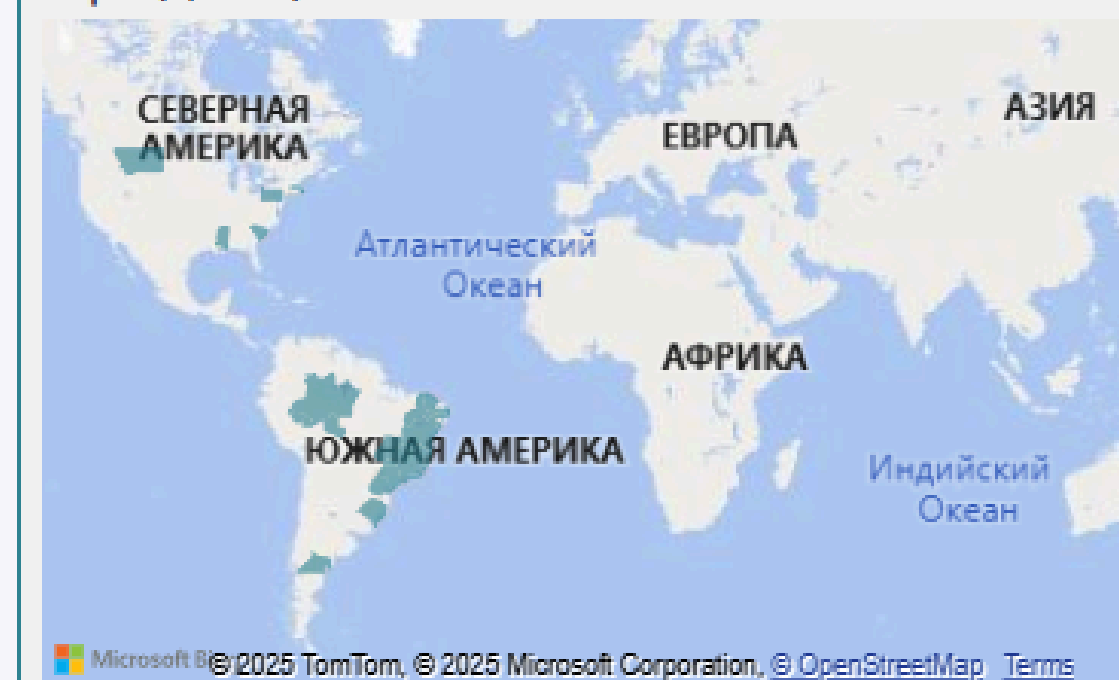 СЕВЕРНАЯ
АМЕРИКА
ЕВРОПА
АЗИЯ
Атлантический
Океан
АФРИКА
ЮЖНАЯ АМЕРИКА
Индийский
Океан
Microsoft © 2025 TomTom, © 2025 Microsoft Corporation, © OpenStreetMap Terms